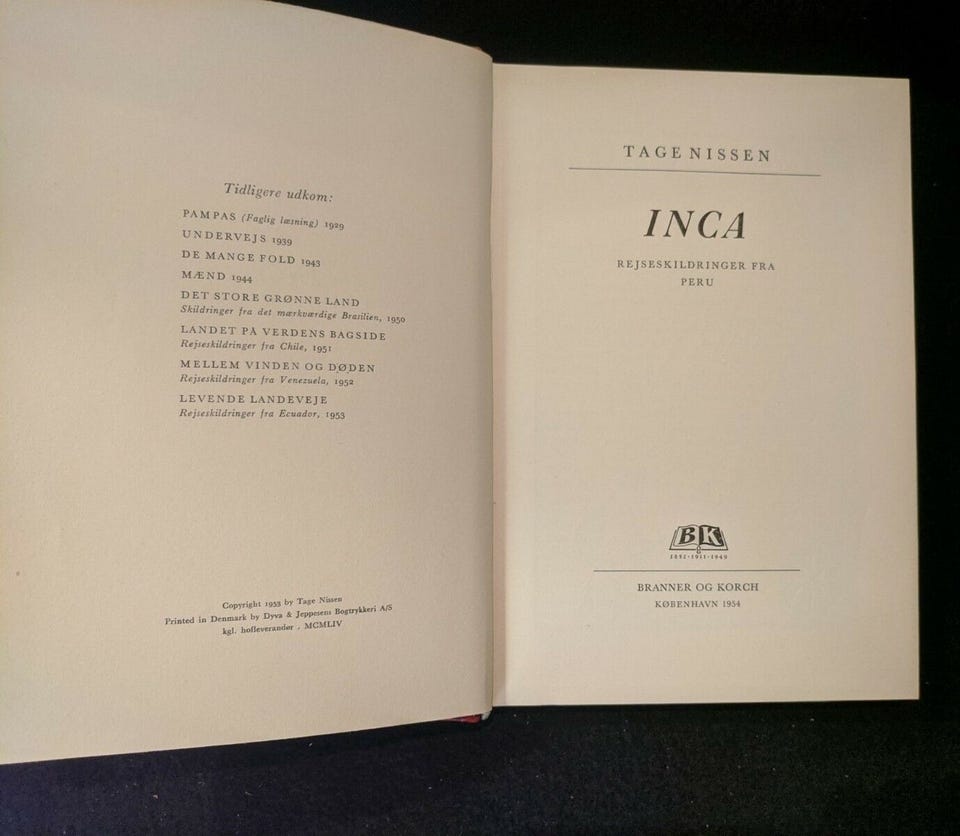 Tidligere udkom:
PAMPAS (Faglig læsning) 1929
UNDERVEJS 1939
DE MANGE FOLD 1943
MÆND 1944
DET STORE GRØNNE LAND
Skildringer fra det mærkværdige Brasilien, 1950
LANDET PÅ VERDENS BAGSIDE
Rejseskildringer fra Chile, 1951
MELLEM VINDEN OG DØDEN
Rejseskildringer fra Venezuela, 1952
LEVENDE LANDEVEJE
Rejseskildringer fra Ecuador, 1953
Copyright 1953 by Tage Nissen
Printed in Denmark by Dyva & Jeppesens Bogtrykkeri A/S
kgl. hofleverandør . MCMLIV
TAGE NISSEN
INCA
REJSESKILDRINGER FRA
PERU
B&K
1831·1911·1949
BRANNER OG KORCH
KØBENHAVN 1954